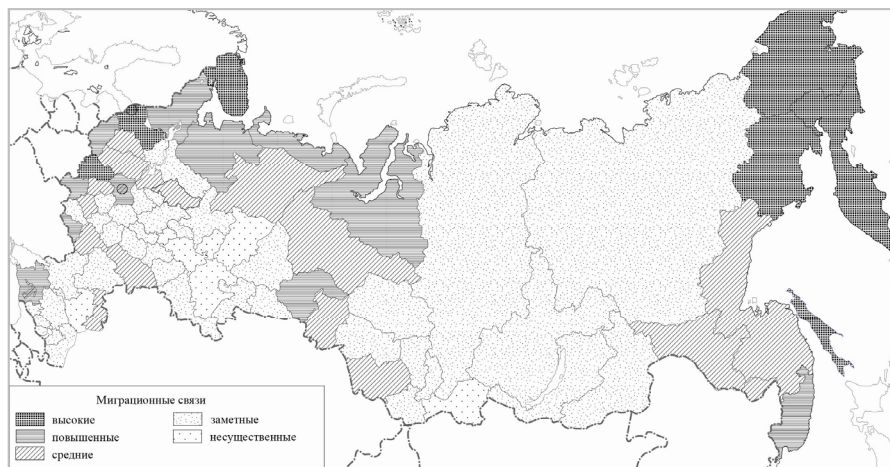 Миграционные связи
высокие
заметные
повышенные
несущественные
средние